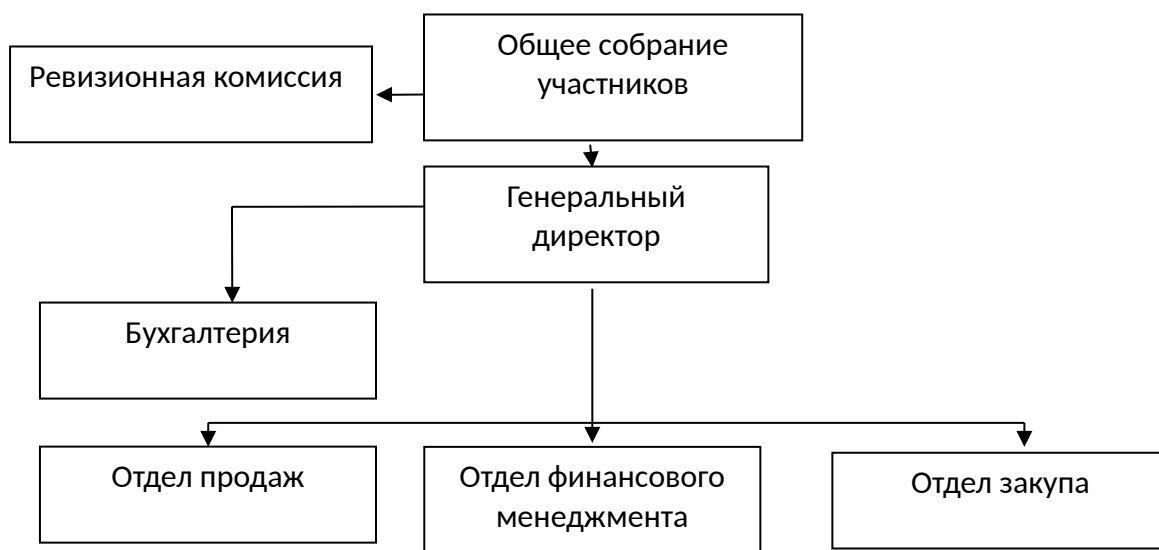 Общее собрание
участников
Ревизионная комиссия
Генеральный
директор
Бухгалтерия
Отдел продаж
Отдел финансового
менеджмента
Отдел закупа